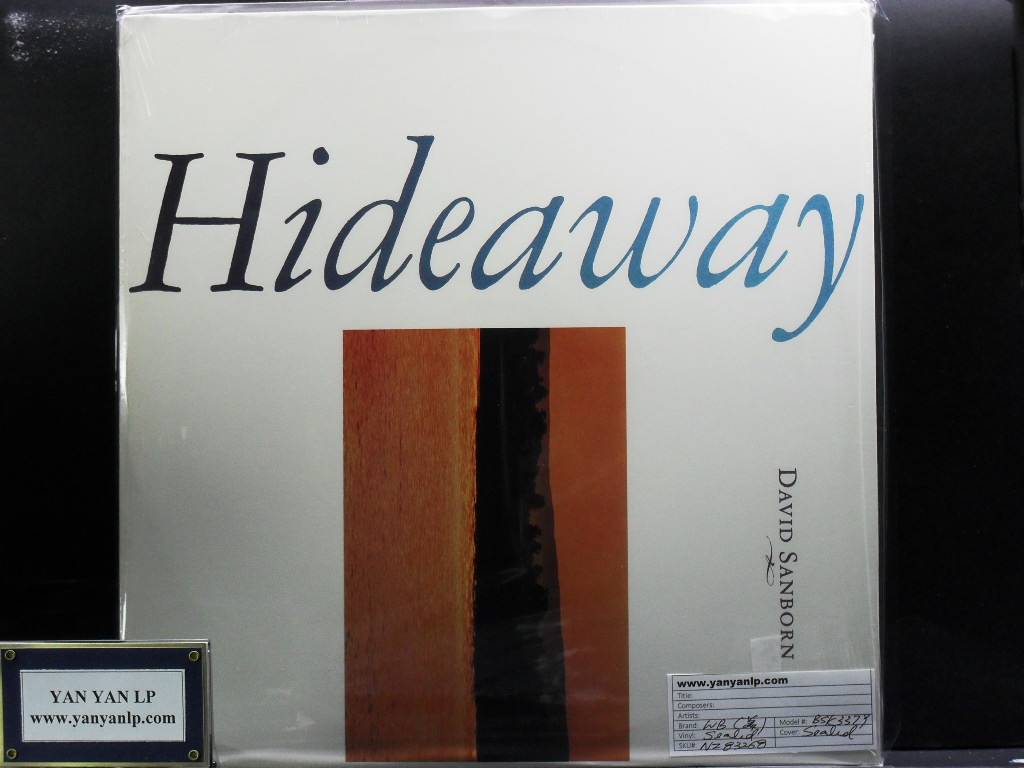 Hideaway
DAVID SANBORN
www.yanyanlp.com
Title:
Composers:
Artists:
Brand: WB Model #: BSK3379
Vinyl: Sealed Cover: Sealed
SKU#: NZ83268
YAN YAN LP
www.yanyanlp.com